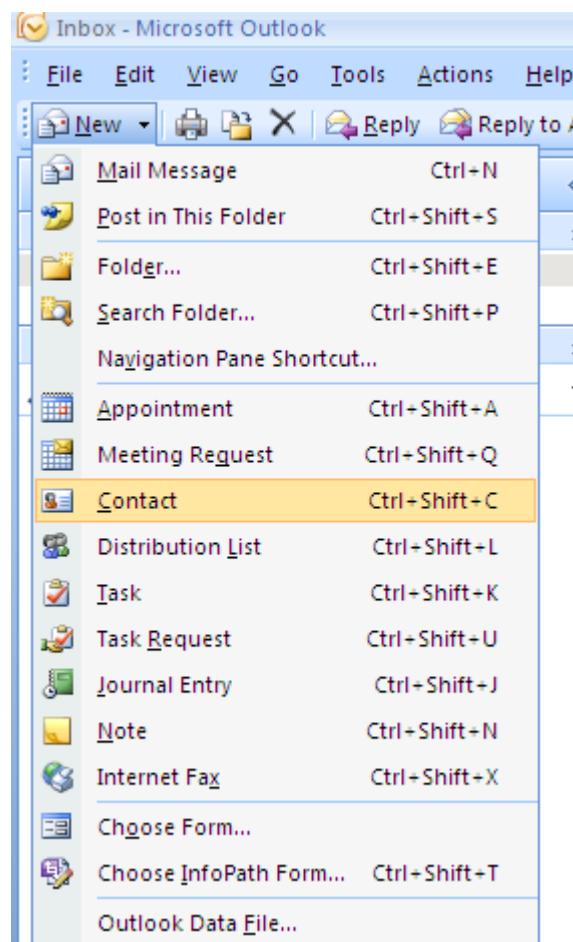 Inbox - Microsoft Outlook
File Edit View Go Tools Actions Help
New Reply Reply to
Mail Message Ctrl+N
Post in This Folder Ctrl+Shift+S
Folder... Ctrl+Shift+E
Search Folder... Ctrl+Shift+P
Navigation Pane Shortcut...
Appointment Ctrl+Shift+A
Meeting Request Ctrl+Shift+Q
Contact Ctrl+Shift+C
Distribution List Ctrl+Shift+L
Task Ctrl+Shift+K
Task Request Ctrl+Shift+U
Journal Entry Ctrl+Shift+J
Note Ctrl+Shift+N
Internet Fax Ctrl+Shift+X
Choose Form...
Choose InfoPath Form... Ctrl+Shift+T
Outlook Data File...